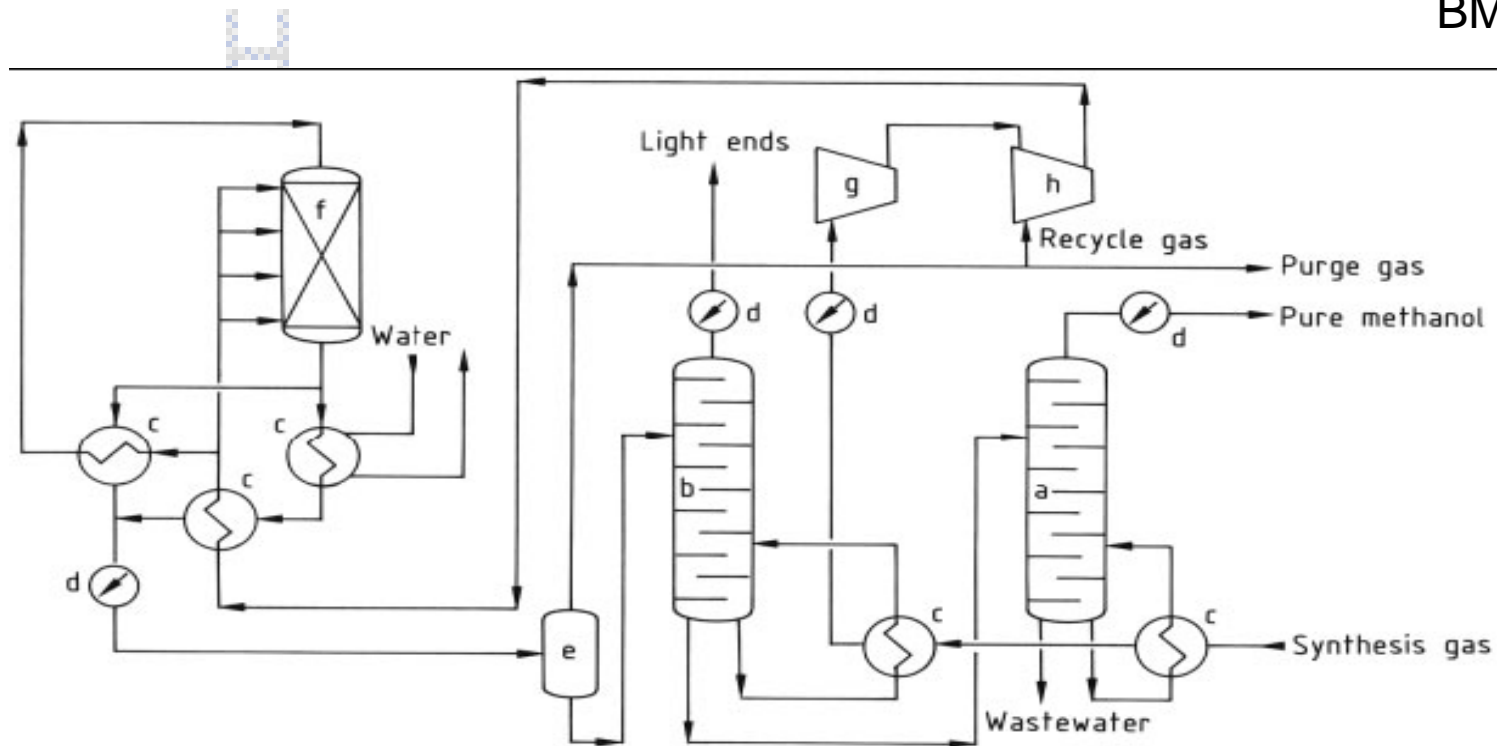 BM
Light ends
g
h
f
Recycle gas
Purge gas
d
d
Pure methanol
d
Water
c
c
c
b
a
d
c
c
e
Synthesis gas
Wastewater